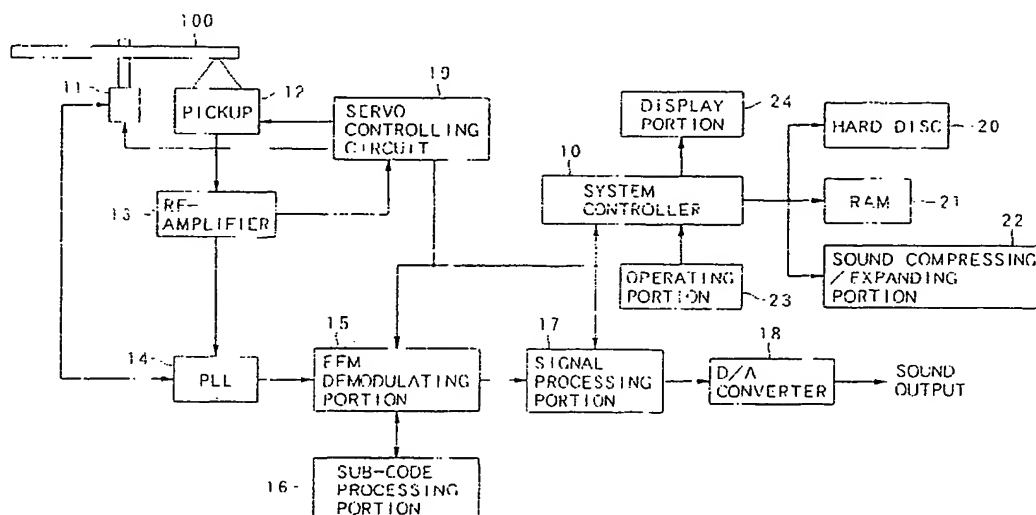 100
11
PICKUP
12
19
SERVO
CONTROLLING
CIRCUIT
DISPLAY
PORTION
24
HARD DISC
20
10
SYSTEM
CONTROLLER
RAM
21
13
RF-
AMPLIFIER
22
SOUND COMPRESSING
/EXPANDING
PORTION
OPERATING
PORTION
23
14
PLL
15
EFM
DEMODULATING
PORTION
17
SIGNAL
PROCESSING
PORTION
18
D/A
CONVERTER
SOUND
OUTPUT
16
SUB-CODE
PROCESSING
PORTION